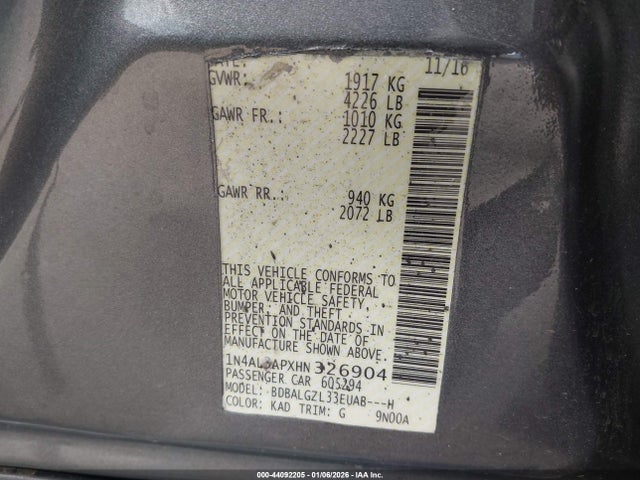 11/16
GVWR: 1917 KG
4226 LB
GAWR FR.: 1010 KG
2227 LB
GAWR RR.: 940 KG
2072 LB
THIS VEHICLE CONFORMS TO
ALL APPLICABLE FEDERAL
MOTOR VEHICLE SAFETY,
BUMPER, AND THEFT
PREVENTION STANDARDS IN
EFFECT ON THE DATE OF
MANUFACTURE SHOWN ABOVE.
1N4AL3APXHN 326904
PASSENGER CAR 605294
MODEL: BDBALGZL33EUAB---H
COLOR: KAD TRIM: G 9N00A
000-44092205 - 01/06/2026 - IAAI.COM